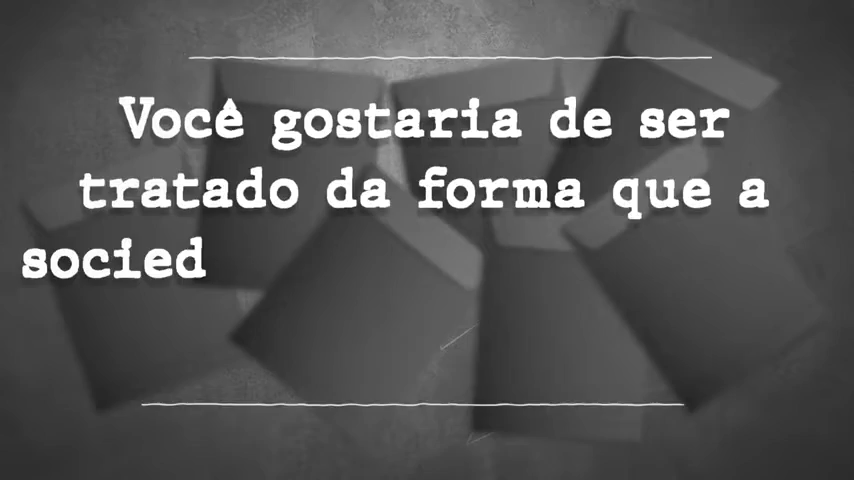 Você gostaria de ser
tratado da forma que a
socied